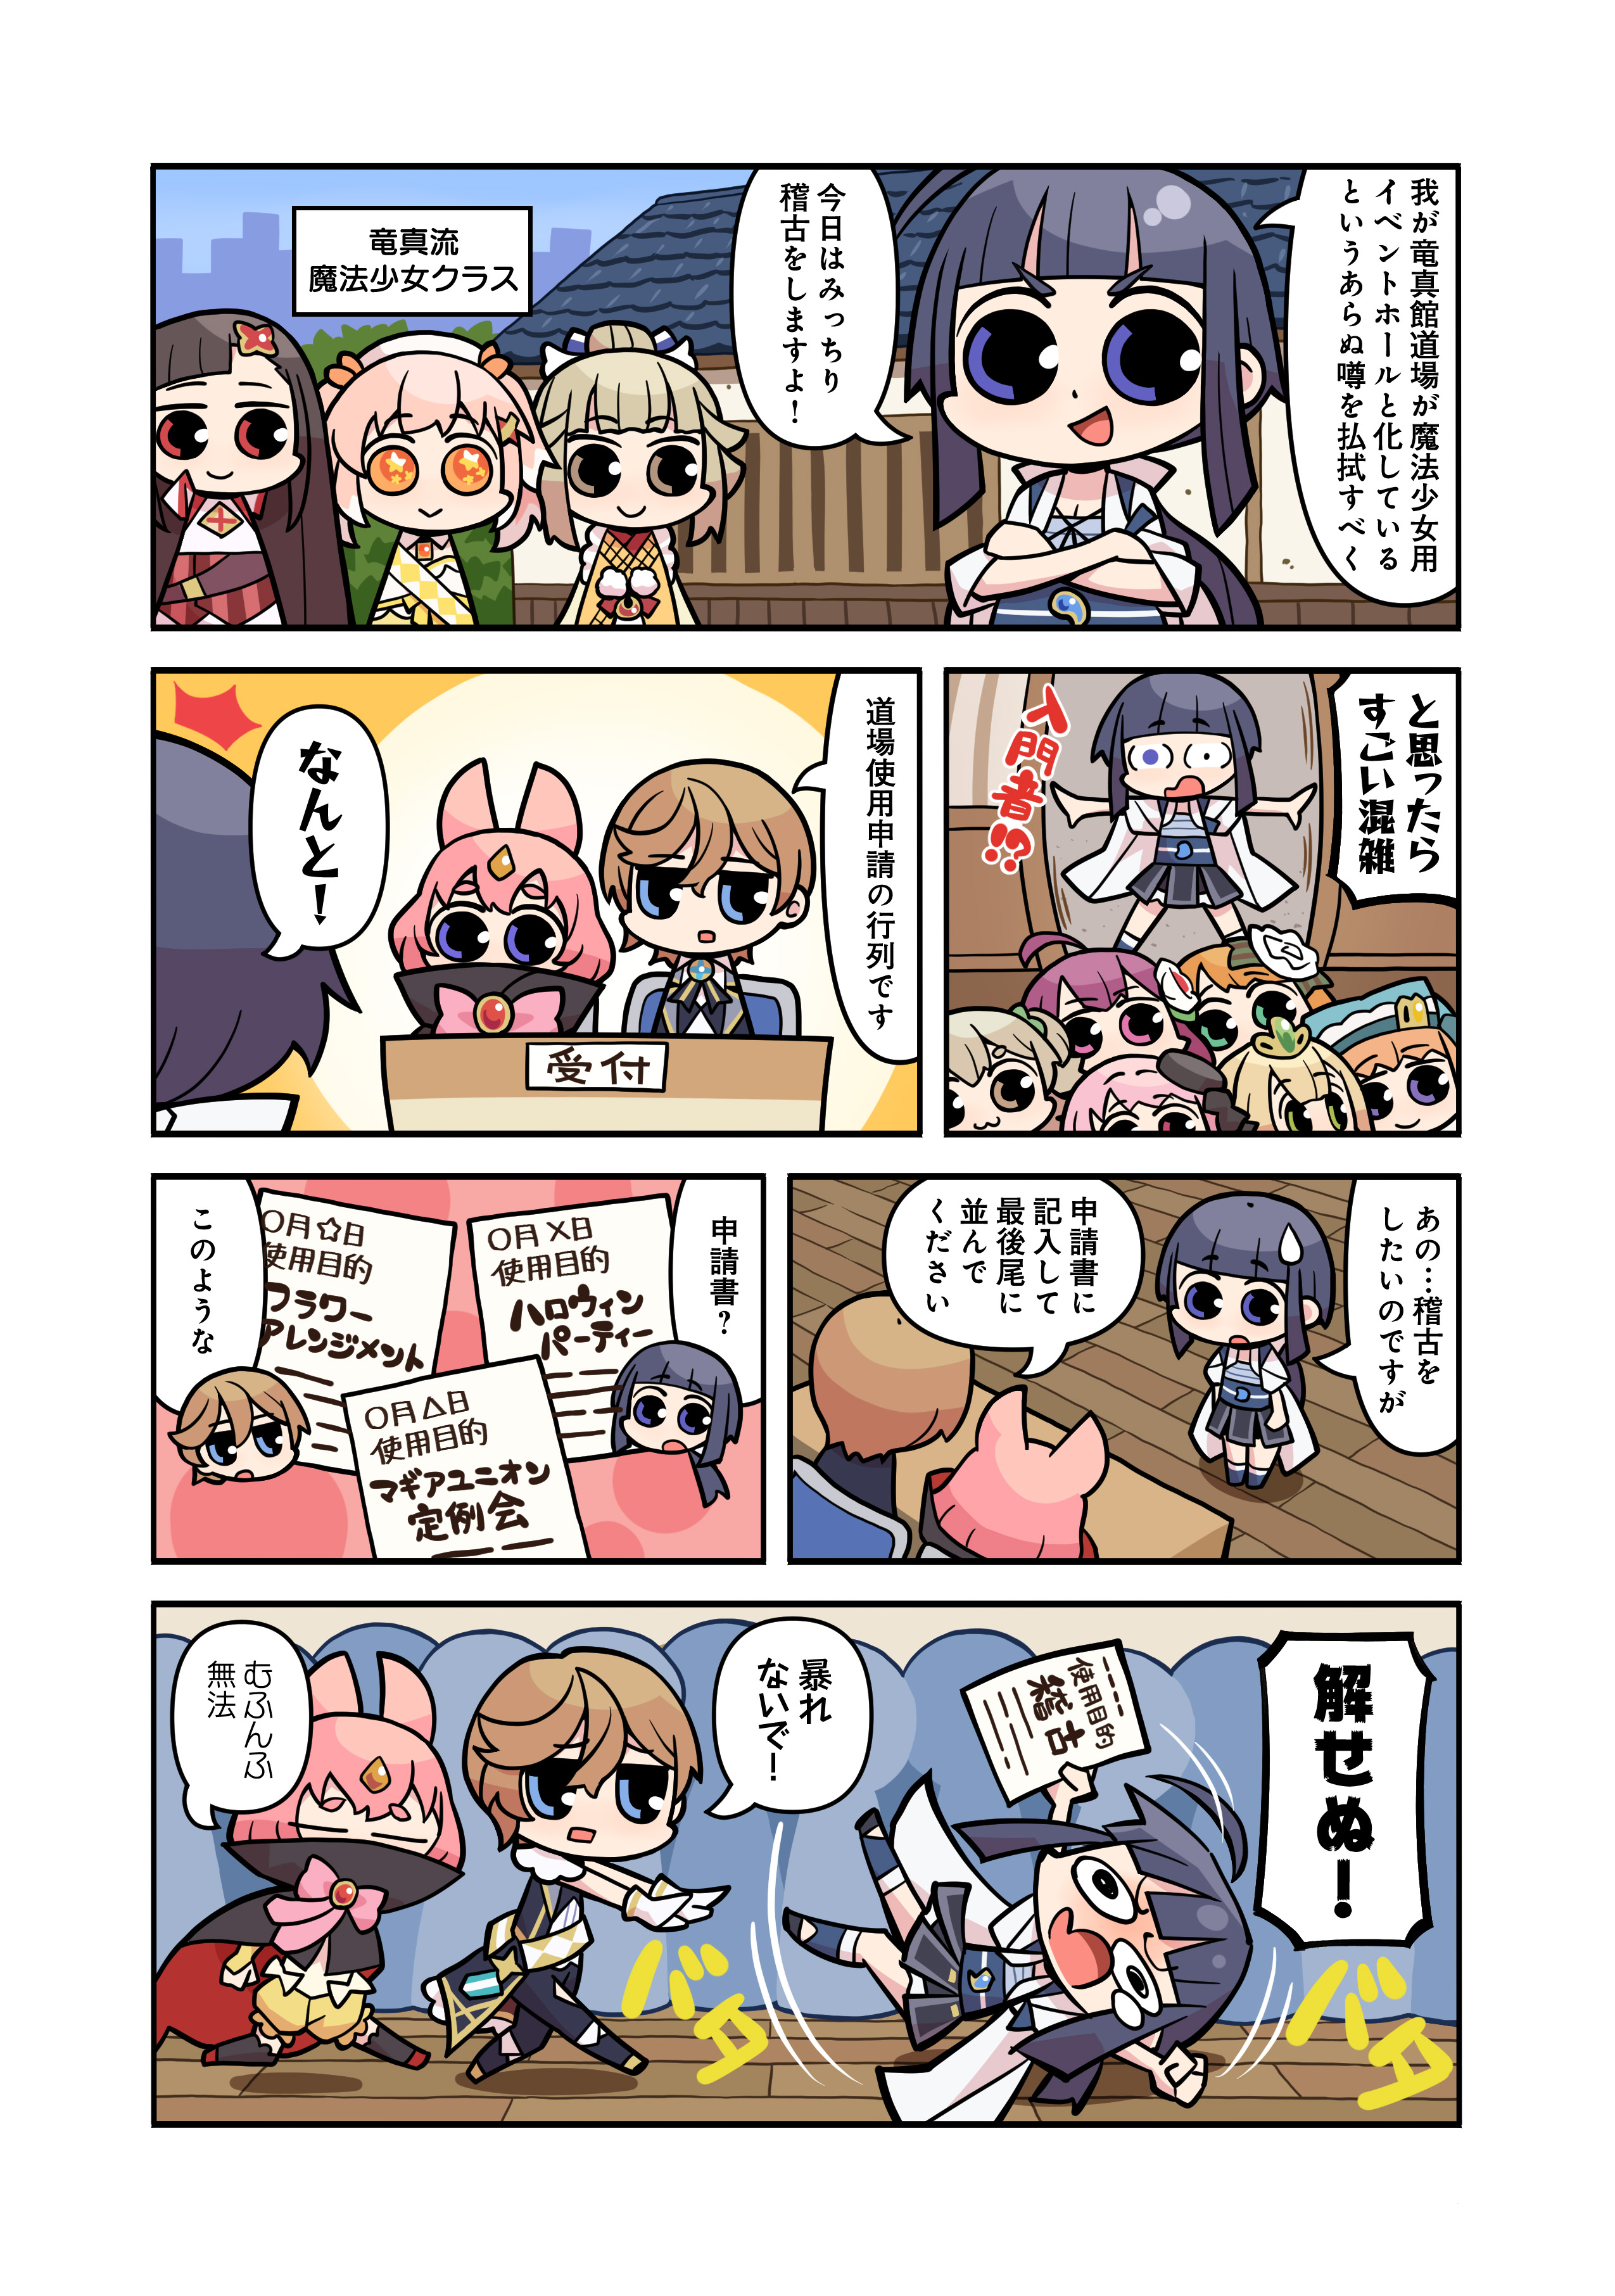 我が竜真館道場が魔法少女用
イベントホールと化している
というあらぬ噂を払拭すべく
今日はみっちり
稽古をしますよ!
竜真流
魔法少女クラス
と思ったら
すごい混雑
入門者!?
道場使用申請の行列です
受付
なんと!
あの…稽古を
したいのですが
申請書に
記入して
最後尾に
並んで
ください
申請書?
〇月×日
使用目的
ハロウィン
パーティー
〇月☆日
使用目的
フラワー
アレンジメント
〇月△日
使用目的
マギアユニオン
定例会
このような
解せぬ!
使用目的
稽古
バタ
暴れ
ないで!
バタ
むふんふ
無法